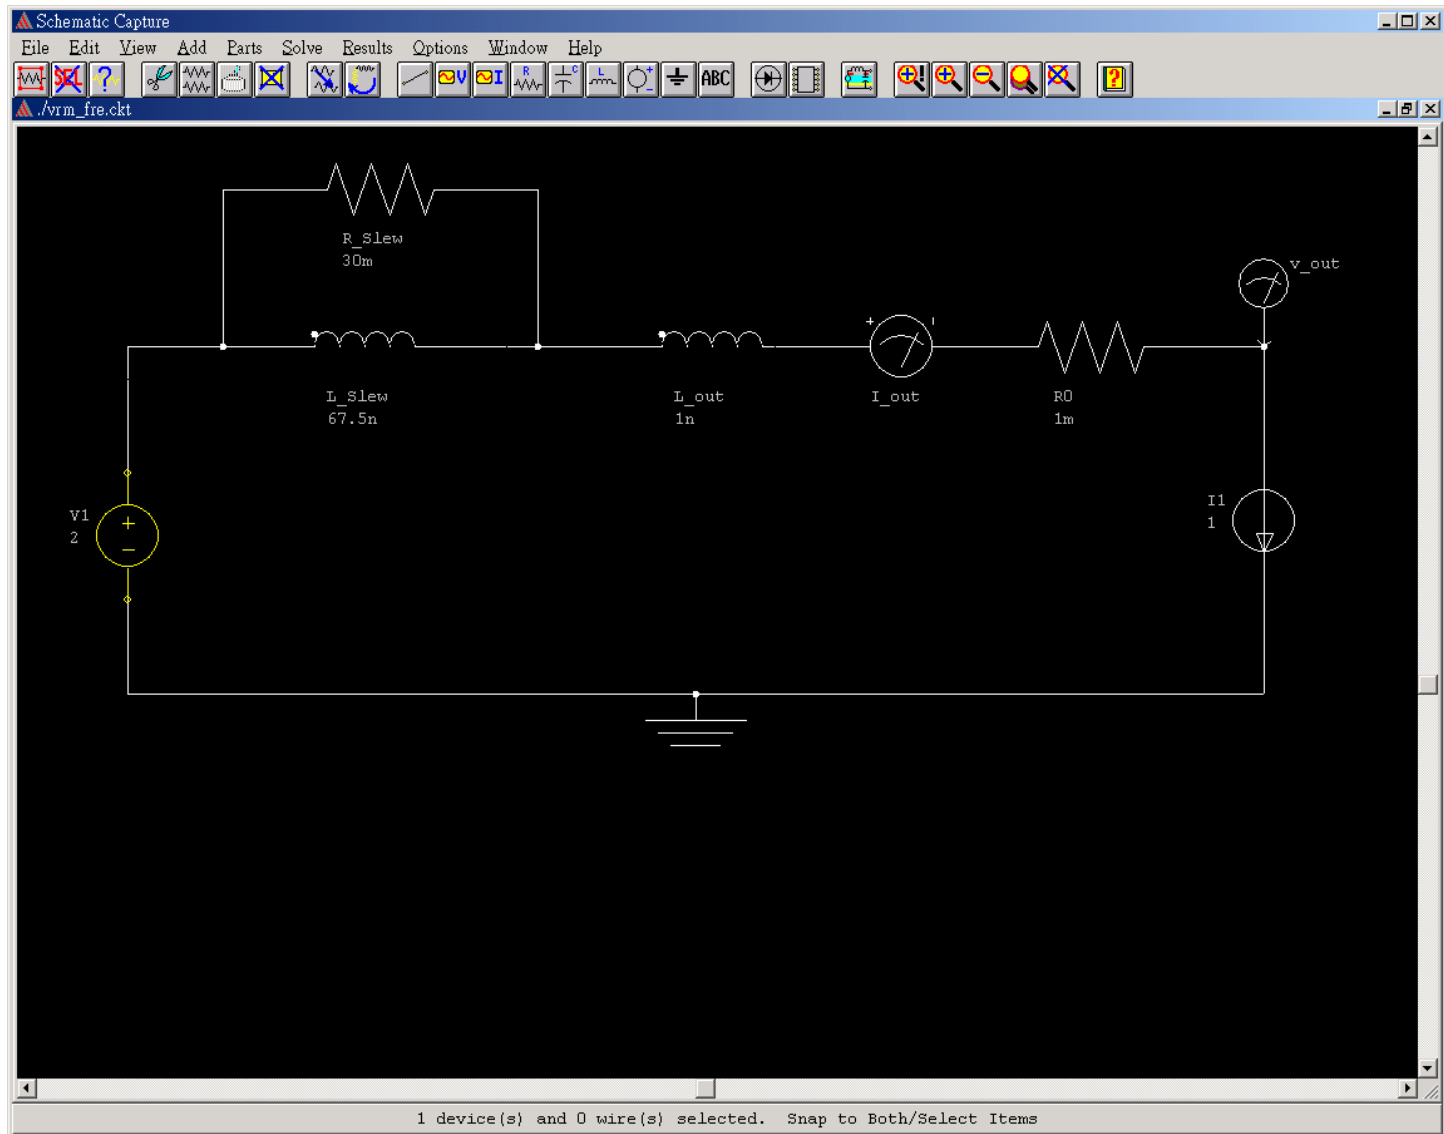 Schematic Capture
File Edit View Add Parts Solve Results Options Window Help
SEL ? V I R C L ABC ?
./vrm_fre.ckt
R_Slew
30m
v_out
L_Slew
67.5n
L_out
1n
I_out
R0
1m
V1
2
I1
1
1 device(s) and 0 wire(s) selected. Snap to Both/Select Items